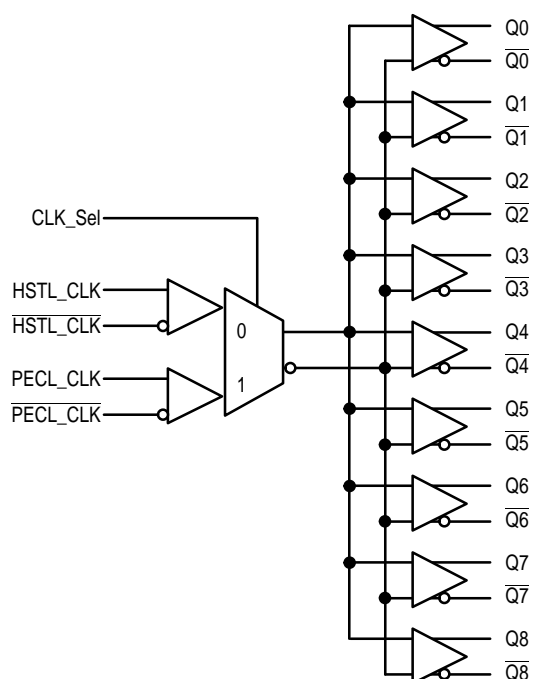 Q0
Q0
Q1
Q1
Q2
Q2
CLK_Sel
Q3
Q3
HSTL_CLK
HSTL_CLK
0
Q4
PECL_CLK
1
Q4
PECL_CLK
Q5
Q5
Q6
Q6
Q7
Q7
Q8
Q8